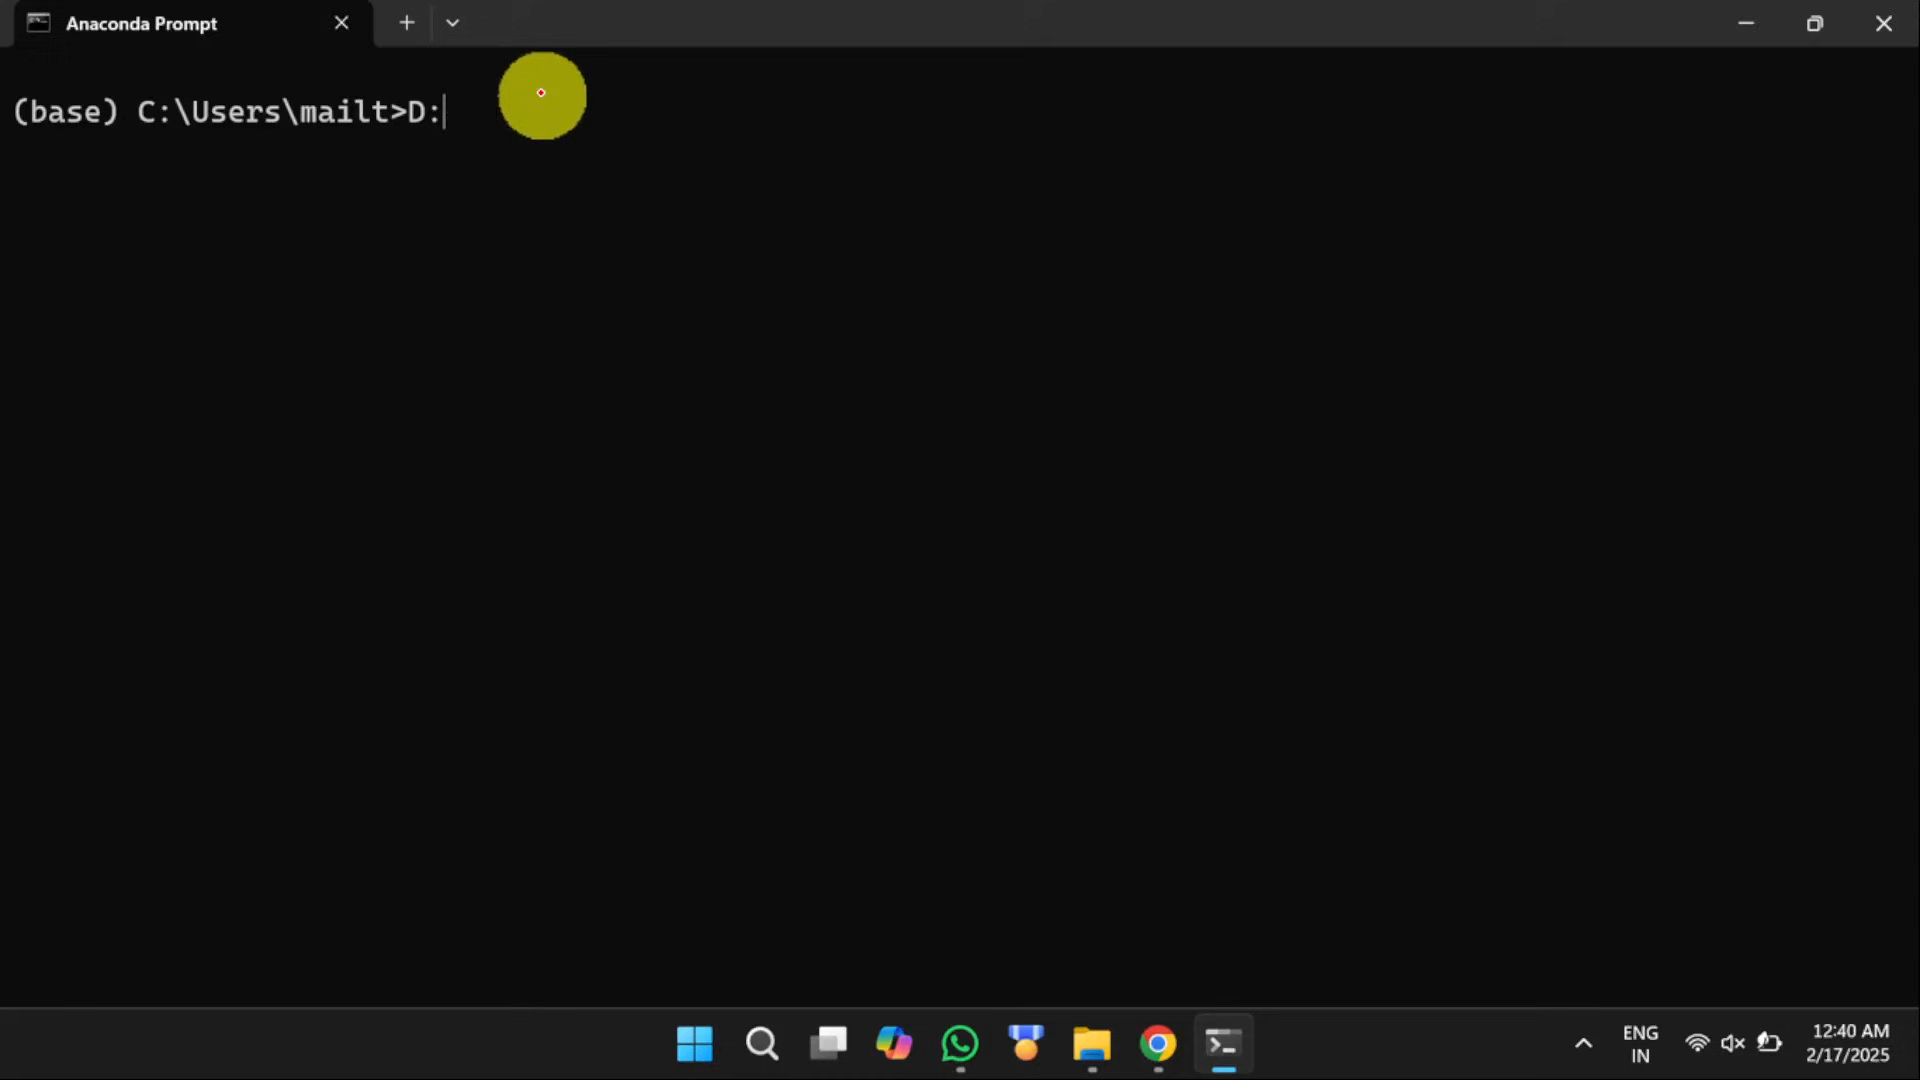 Anaconda Prompt
(base) C:\Users\mailt>D:
ENG
IN
12:40 AM
2/17/2025